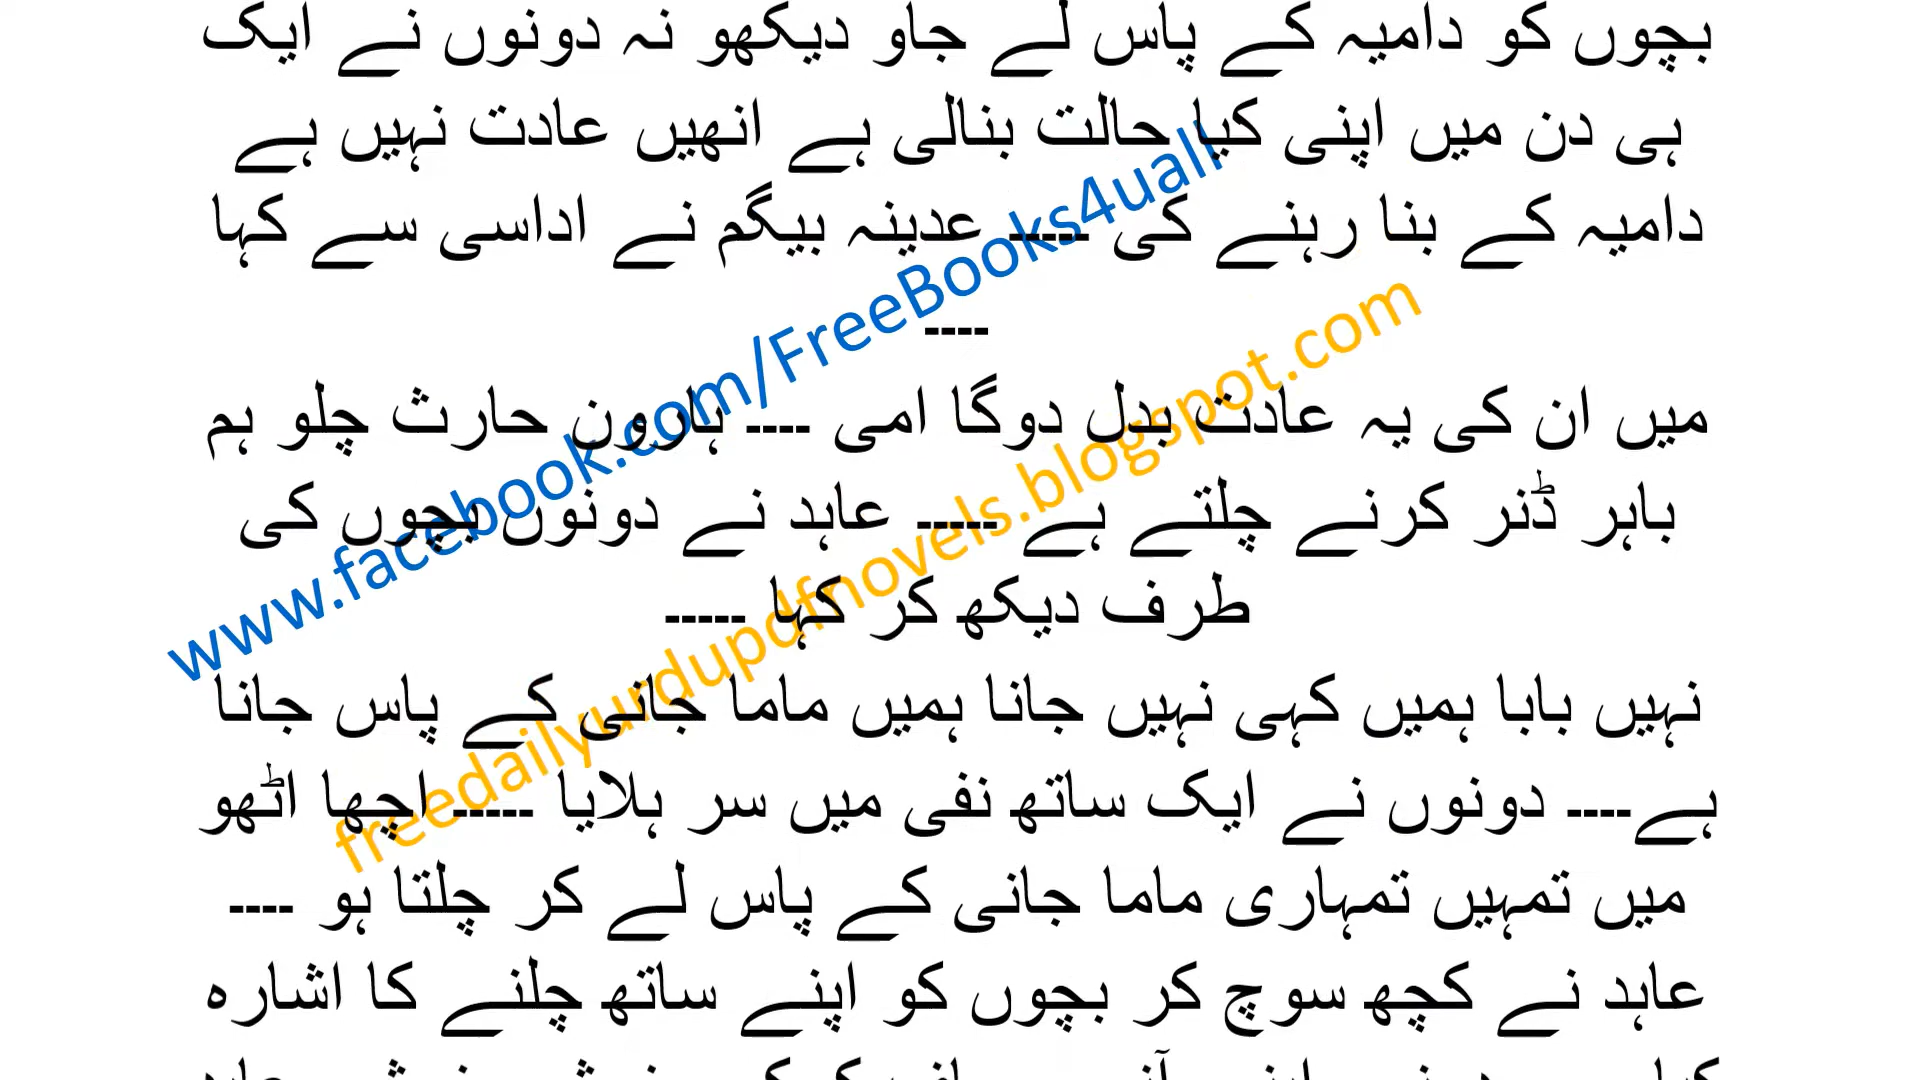 بچوں کو دامیہ کے پاس لے جاو دیکھو نہ دونوں نے ایک
ہی دن میں اپنی کیا حالت بنالی ہے انھیں عادت نہیں ہے
دامیہ کے بنا رہنے کی ----- عدینہ بیگم نے اداسی سے کہا
----
میں ان کی یہ عادت بدل دوگا امی ---- ہارون حارث چلو ہم
باہر ڈنر کرنے چلتے ہے ----- عاہد نے دونوں بچوں کی
طرف دیکھ کر کہا -----
نہیں بابا ہمیں کہی نہیں جانا ہمیں ماما جانی کے پاس جانا
ہے---- دونوں نے ایک ساتھ نفی میں سر ہلایا ----- اچھا اٹھو
میں تمہیں تمہاری ماما جانی کے پاس لے کر چلتا ہو ----
عاہد نے کچھ سوچ کر بچوں کو اپنے ساتھ چلنے کا اشارہ
www.facebook.com/FreeBooks4uall
freedailyurdupdfnovels.blogspot.com